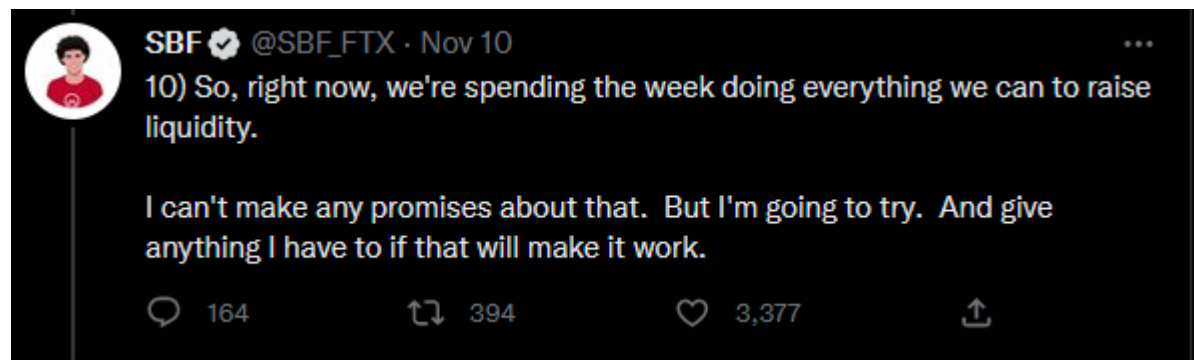 SBF @SBF_FTX · Nov 10
10) So, right now, we're spending the week doing everything we can to raise
liquidity.
I can't make any promises about that.  But I'm going to try.  And give
anything I have to if that will make it work.
164 394 3,377